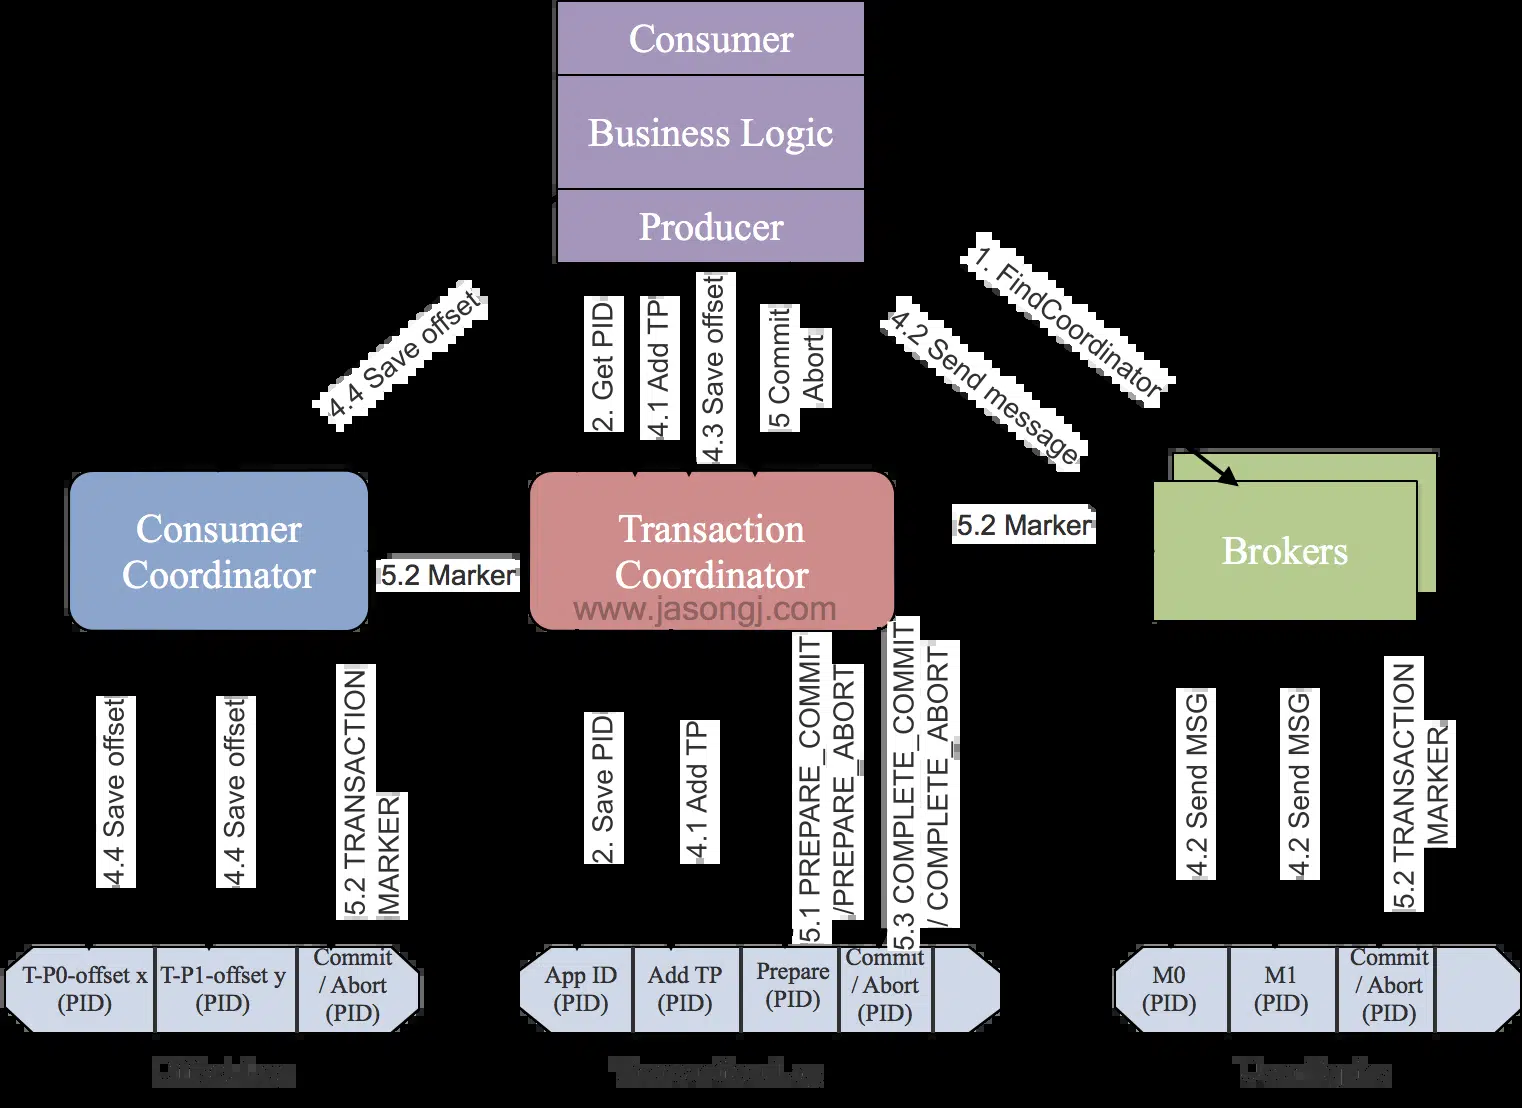 Consumer
Business Logic
Producer
1. FindCoordinator
4.4 Save offset
2. Get PID
4.1 Add TP
4.3 Save offset
5 Commit
Abort
4.2 Send message
Consumer
Coordinator
5.2 Marker
Transaction
Coordinator
www.jasongj.com
5.2 Marker
Brokers
4.4 Save offset
4.4 Save offset
5.2 TRANSACTION
MARKER
2. Save PID
4.1 Add TP
5.1 PREPARE_COMMIT
/PREPARE_ABORT
5.3 COMPLETE_COMMIT
/ COMPLETE_ABORT
4.2 Send MSG
4.2 Send MSG
5.2 TRANSACTION
MARKER
T-P0-offset x
(PID)
T-P1-offset y
(PID)
Commit
/ Abort
(PID)
App ID
(PID)
Add TP
(PID)
Prepare
(PID)
Commit
/ Abort
(PID)
M0
(PID)
M1
(PID)
Commit
/ Abort
(PID)